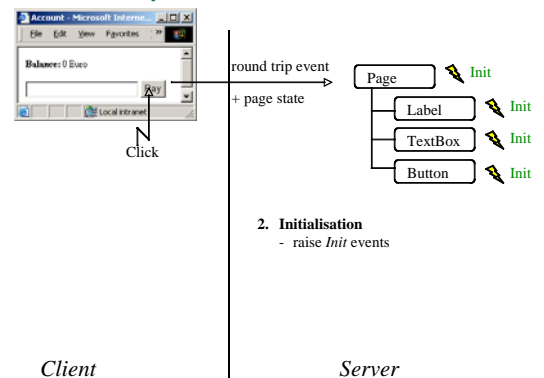 Account - Microsoft Interne...
File Edit View Favorites »
Balance: 0 Euro
Pay
Local intranet
Click
round trip event
+ page state
Page
Init
Label
Init
TextBox
Init
Button
Init
2. Initialisation
- raise Init events
Client
Server